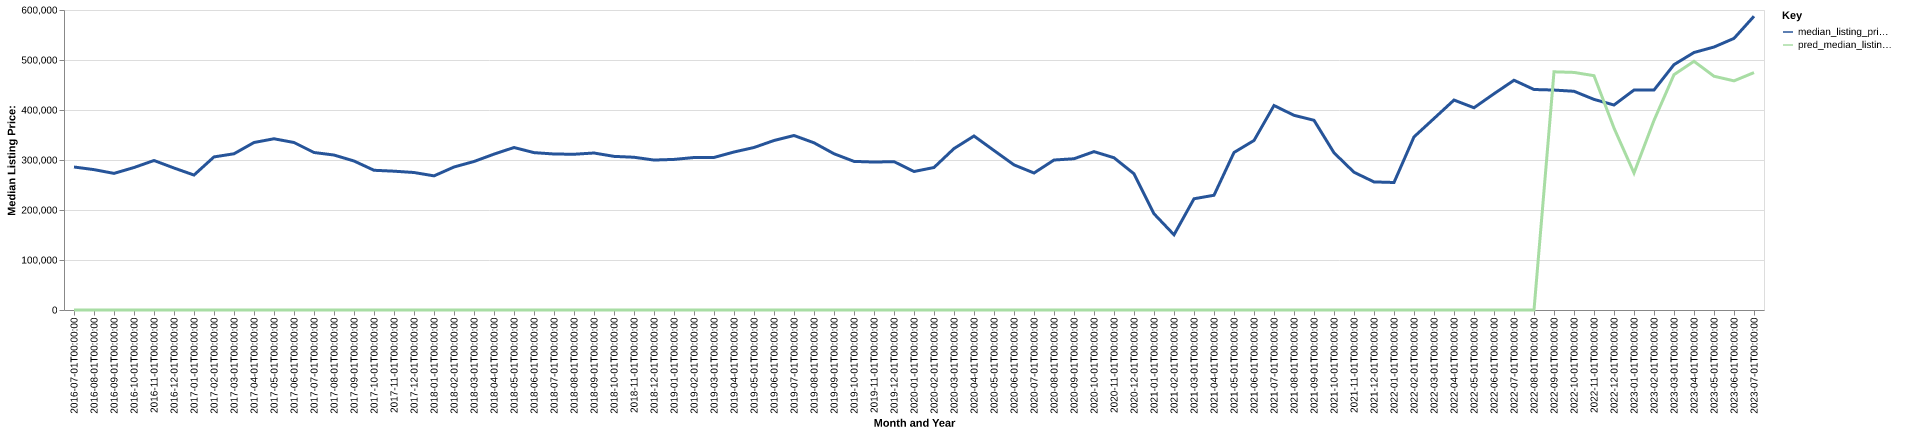 600,000
500,000
400,000
300,000
200,000
100,000
0
Median Listing Price:
2016-07-01T00:00:00
2016-08-01T00:00:00
2016-09-01T00:00:00
2016-10-01T00:00:00
2016-11-01T00:00:00
2016-12-01T00:00:00
2017-01-01T00:00:00
2017-02-01T00:00:00
2017-03-01T00:00:00
2017-04-01T00:00:00
2017-05-01T00:00:00
2017-06-01T00:00:00
2017-07-01T00:00:00
2017-08-01T00:00:00
2017-09-01T00:00:00
2017-10-01T00:00:00
2017-11-01T00:00:00
2017-12-01T00:00:00
2018-01-01T00:00:00
2018-02-01T00:00:00
2018-03-01T00:00:00
2018-04-01T00:00:00
2018-05-01T00:00:00
2018-06-01T00:00:00
2018-07-01T00:00:00
2018-08-01T00:00:00
2018-09-01T00:00:00
2018-10-01T00:00:00
2018-11-01T00:00:00
2018-12-01T00:00:00
2019-01-01T00:00:00
2019-02-01T00:00:00
2019-03-01T00:00:00
2019-04-01T00:00:00
2019-05-01T00:00:00
2019-06-01T00:00:00
2019-07-01T00:00:00
2019-08-01T00:00:00
2019-09-01T00:00:00
2019-10-01T00:00:00
2019-11-01T00:00:00
2019-12-01T00:00:00
2020-01-01T00:00:00
2020-02-01T00:00:00
2020-03-01T00:00:00
2020-04-01T00:00:00
2020-05-01T00:00:00
2020-06-01T00:00:00
2020-07-01T00:00:00
2020-08-01T00:00:00
2020-09-01T00:00:00
2020-10-01T00:00:00
2020-11-01T00:00:00
2020-12-01T00:00:00
2021-01-01T00:00:00
2021-02-01T00:00:00
2021-03-01T00:00:00
2021-04-01T00:00:00
2021-05-01T00:00:00
2021-06-01T00:00:00
2021-07-01T00:00:00
2021-08-01T00:00:00
2021-09-01T00:00:00
2021-10-01T00:00:00
2021-11-01T00:00:00
2021-12-01T00:00:00
2022-01-01T00:00:00
2022-02-01T00:00:00
2022-03-01T00:00:00
2022-04-01T00:00:00
2022-05-01T00:00:00
2022-06-01T00:00:00
2022-07-01T00:00:00
2022-08-01T00:00:00
2022-09-01T00:00:00
2022-10-01T00:00:00
2022-11-01T00:00:00
2022-12-01T00:00:00
2023-01-01T00:00:00
2023-02-01T00:00:00
2023-03-01T00:00:00
2023-04-01T00:00:00
2023-05-01T00:00:00
2023-06-01T00:00:00
2023-07-01T00:00:00
Month and Year
Key
median_listing_pri…
pred_median_listin…